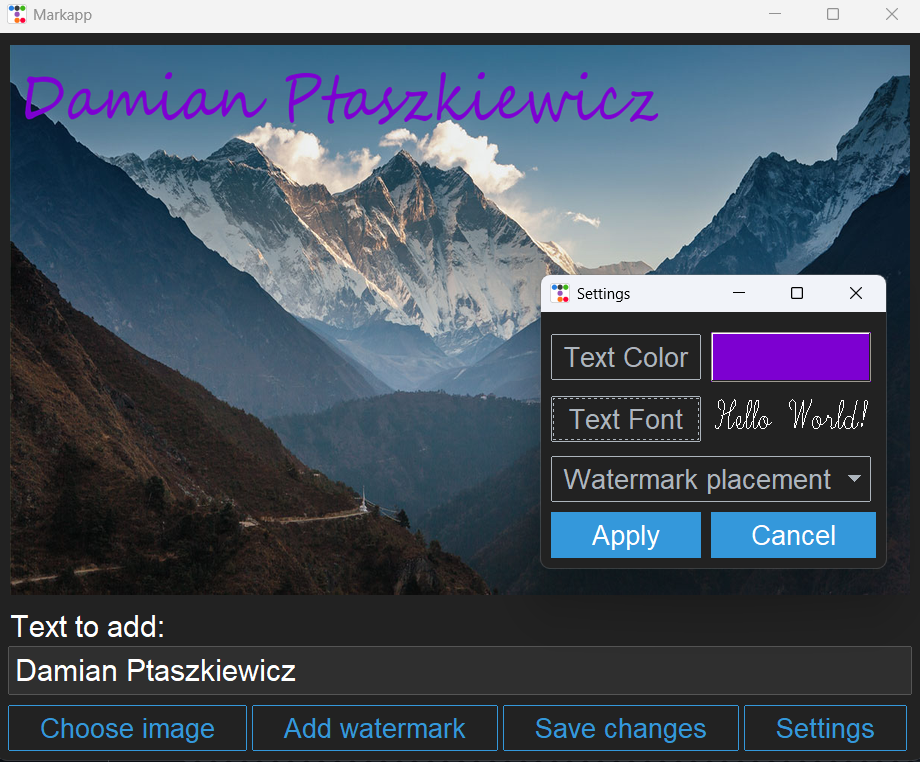 Markapp
Damian Ptaszkiewicz
Settings
Text Color
Text Font Hello World!
Watermark placement
Apply Cancel
Text to add:
Damian Ptaszkiewicz
Choose image Add watermark Save changes Settings